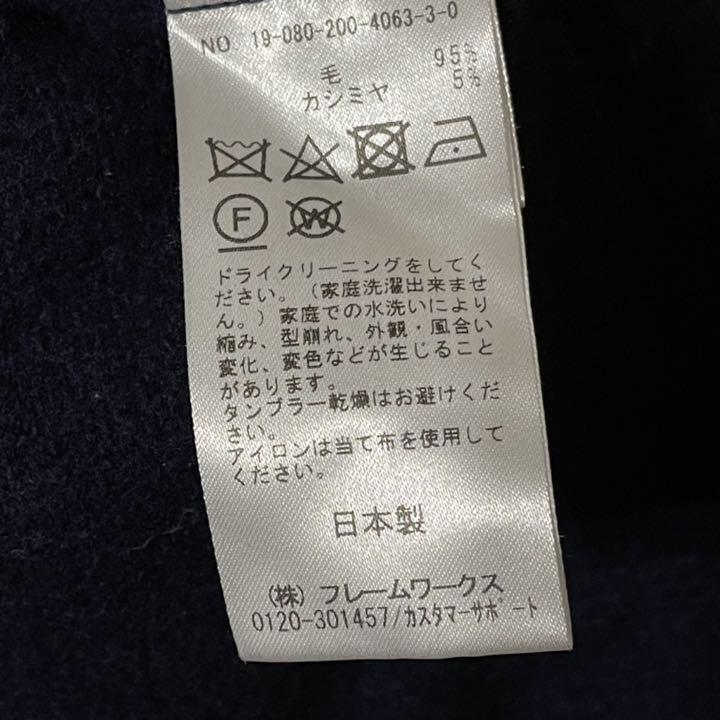 NO 19-080-200-4063-3-0
毛 95%
カシミヤ 5%
F W
ドライクリーニングをしてく
ださい。（家庭洗濯出来ませ
ん。）家庭での水洗いにより
縮み、型崩れ、外観・風合い
変化、変色などが生じること
があります。
タンブラー乾燥はお避けくだ
さい。
アイロンは当て布を使用して
ください。
日本製
(株) フレームワークス
0120-301457/カスタマーサポート